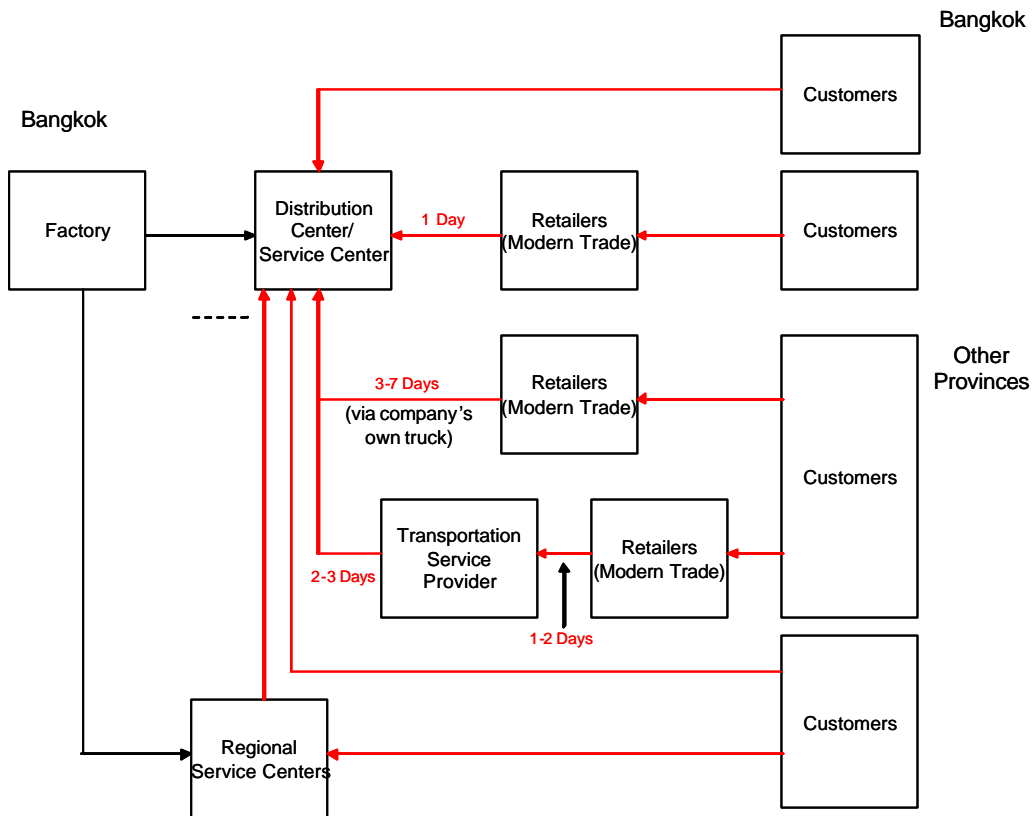 Bangkok
Customers
Bangkok
Factory
Distribution
Center/
Service Center
1 Day
Retailers
(Modern Trade)
Customers
Other
Provinces
3-7 Days
(via company's
own truck)
Retailers
(Modern Trade)
Customers
Transportation
Service
Provider
2-3 Days
Retailers
(Modern Trade)
1-2 Days
Customers
Regional
Service Centers